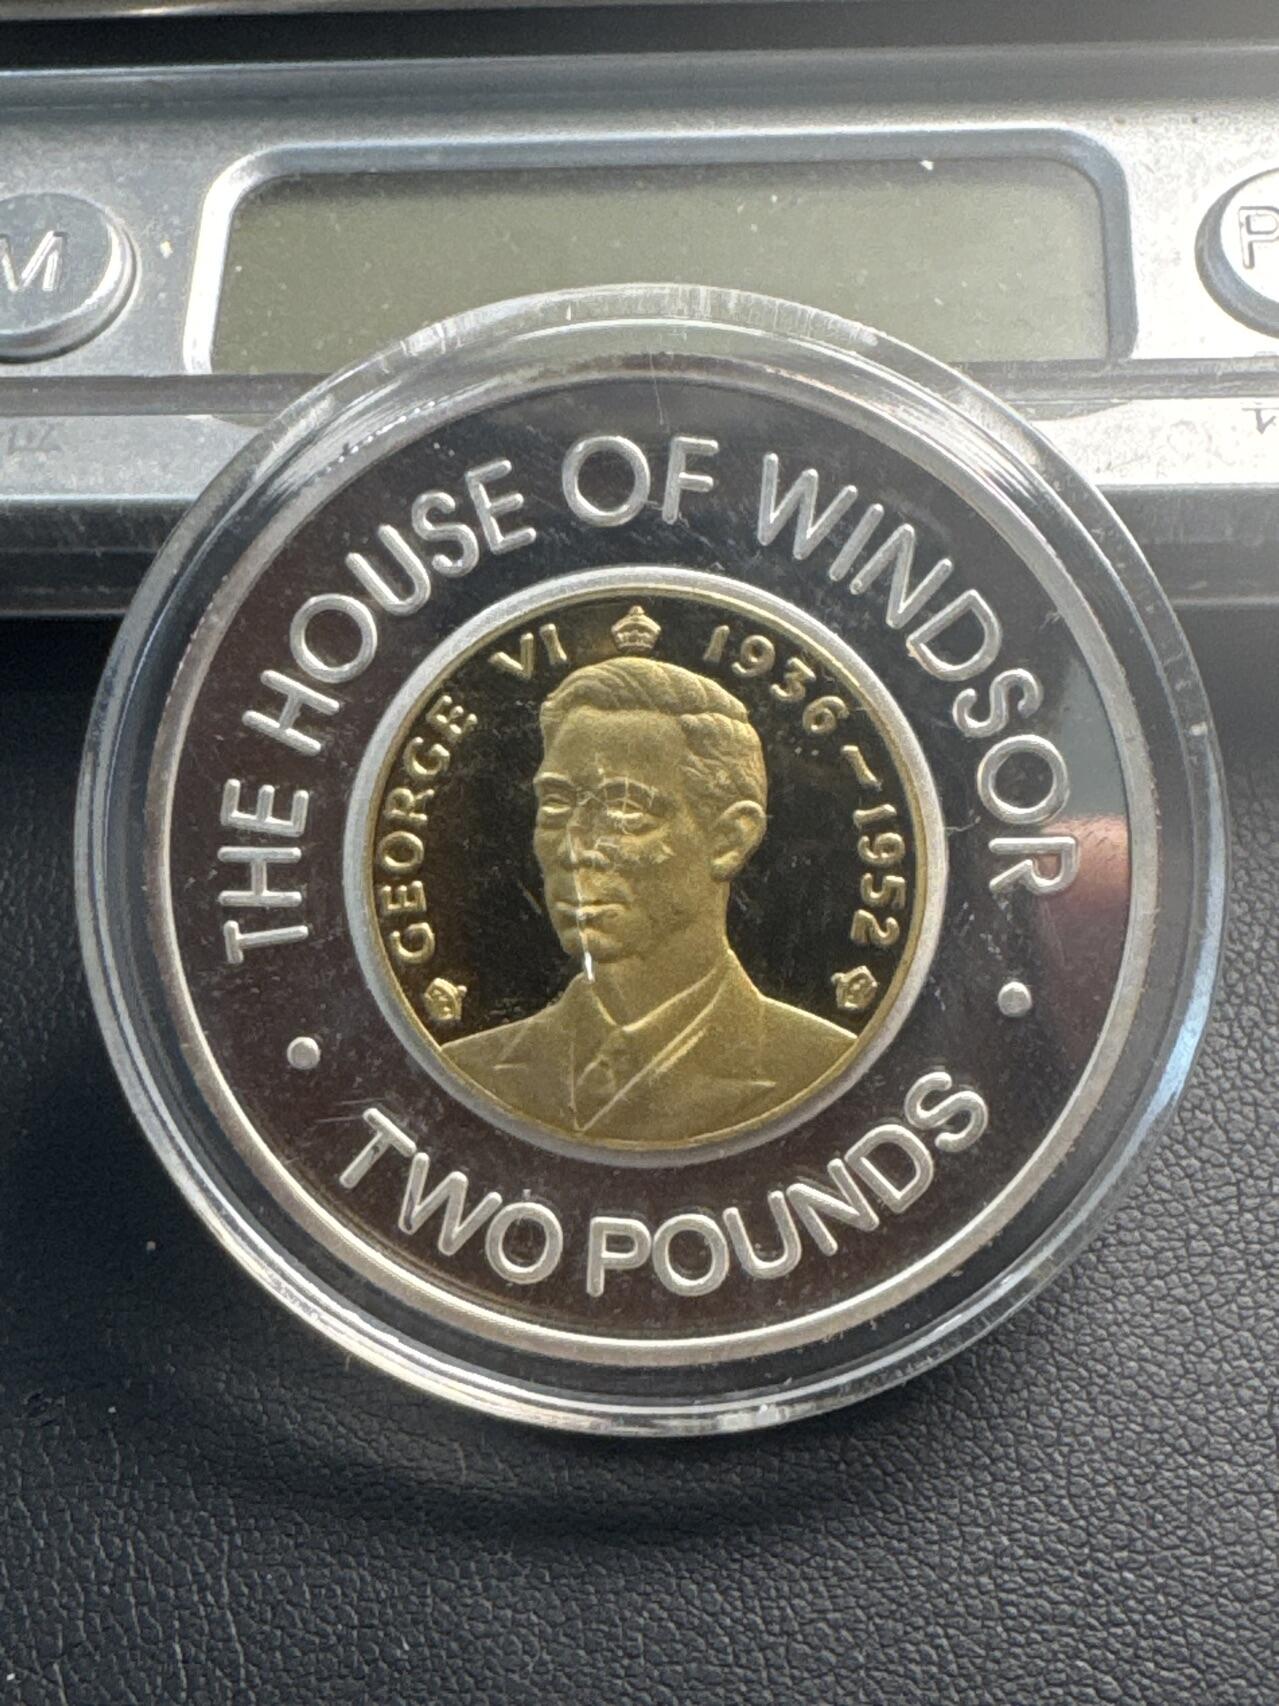 M
THE HOUSE OF WINDSOR
GEORGE VI 1936~1952
TWO POUNDS